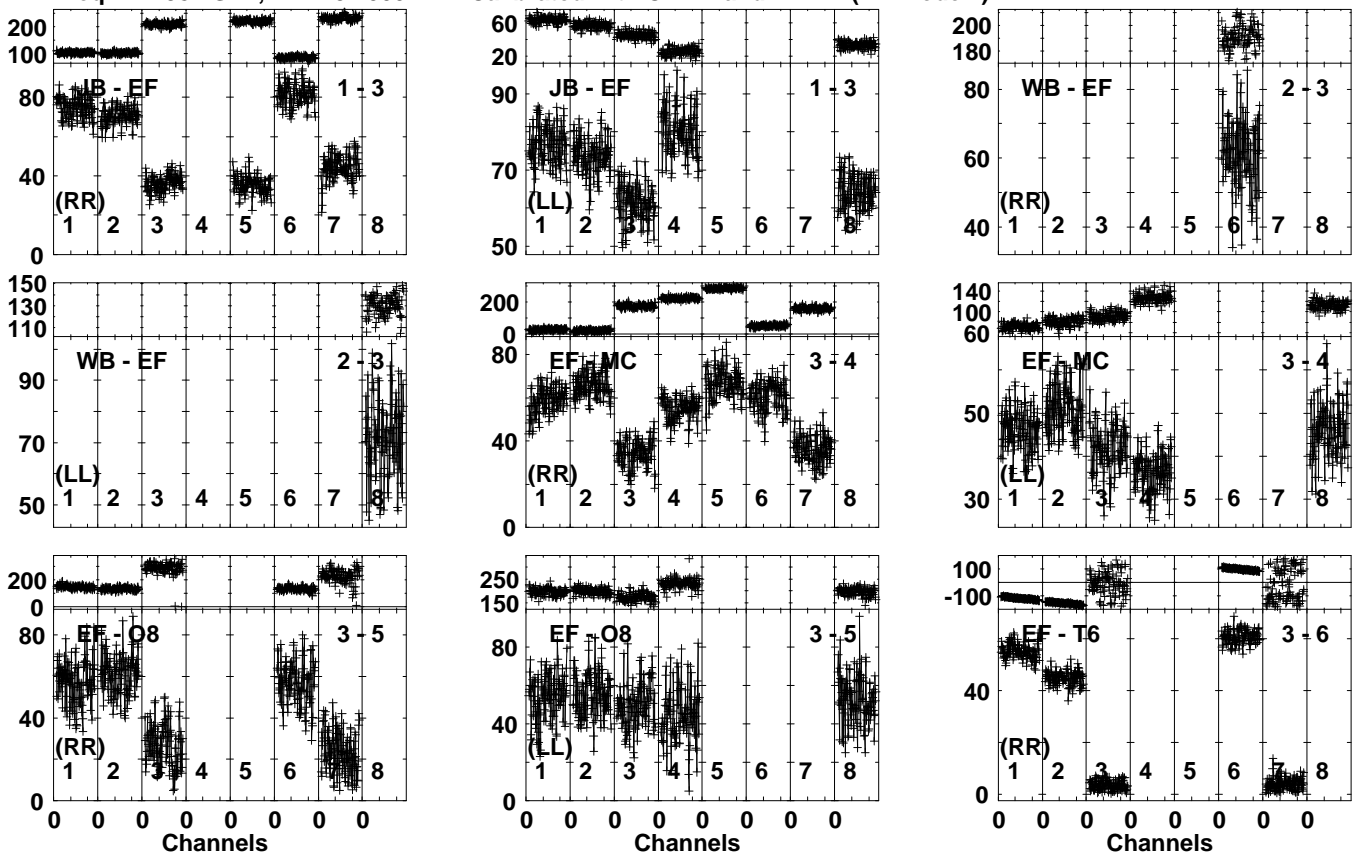 200
100
80
40
0
JB - EF
1 - 3
(RR)
1 2 3 4 5 6 7 8
60
20
90
70
50
JB - EF
1 - 3
(LL)
1 2 3 4 5 6 7 8
200
180
80
60
40
WB - EF
2 - 3
(RR)
1 2 3 4 5 6 7 8
150
130
110
90
70
50
WB - EF
2 - 3
(LL)
1 2 3 4 5 6 7 8
200
0
80
40
0
EF - MC
3 - 4
(RR)
1 2 3 4 5 6 7 8
140
100
60
50
30
EF - MC
3 - 4
(LL)
1 2 3 4 5 6 7 8
200
0
80
40
0
EF - O8
3 - 5
(RR)
1 2 3 4 5 6 7 8
0 0 0 0 0 0 0 0
Channels
250
150
80
40
0
EF - O8
3 - 5
(LL)
1 2 3 4 5 6 7 8
0 0 0 0 0 0 0 0
Channels
100
-100
40
0
EF - T6
3 - 6
(RR)
1 2 3 4 5 6 7 8
0 0 0 0 0 0 0 0
Channels